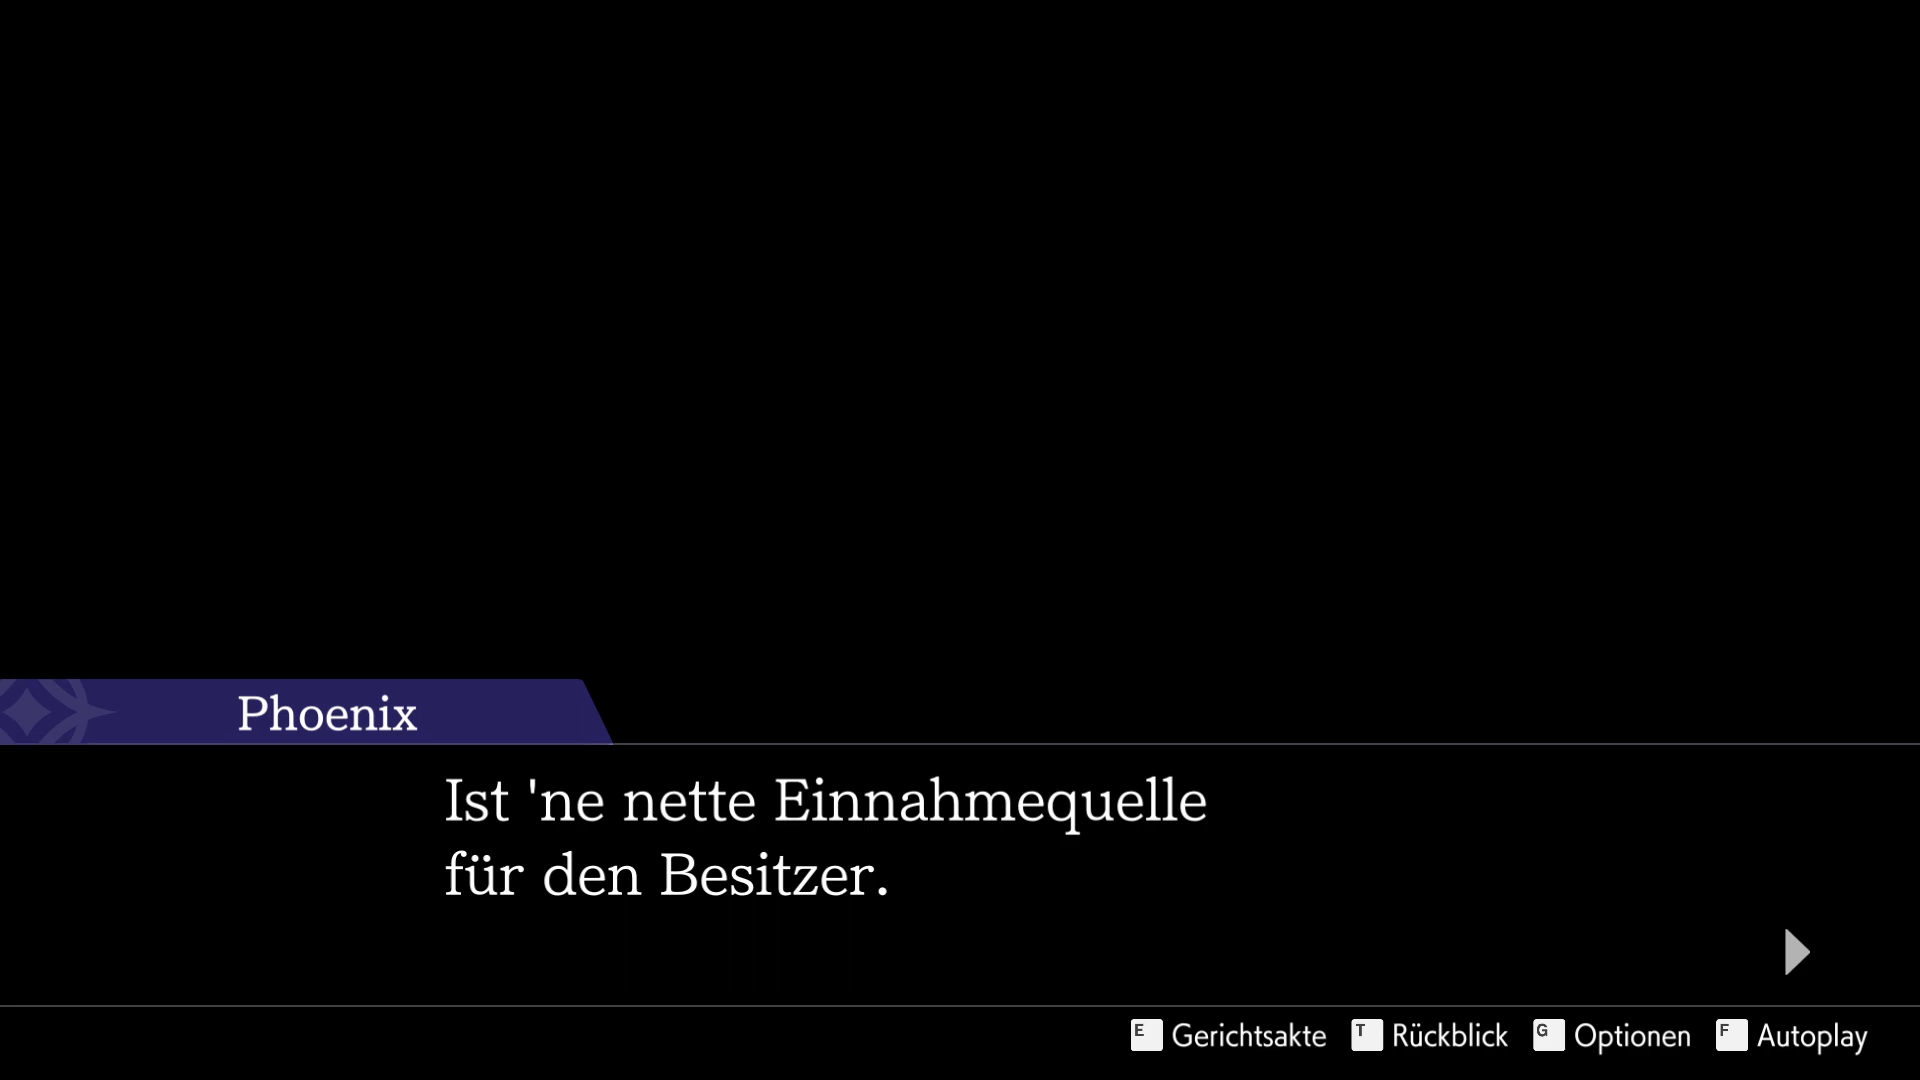 Phoenix
Ist 'ne nette Einnahmequelle
für den Besitzer.
E Gerichtsakte T Rückblick G Optionen F Autoplay